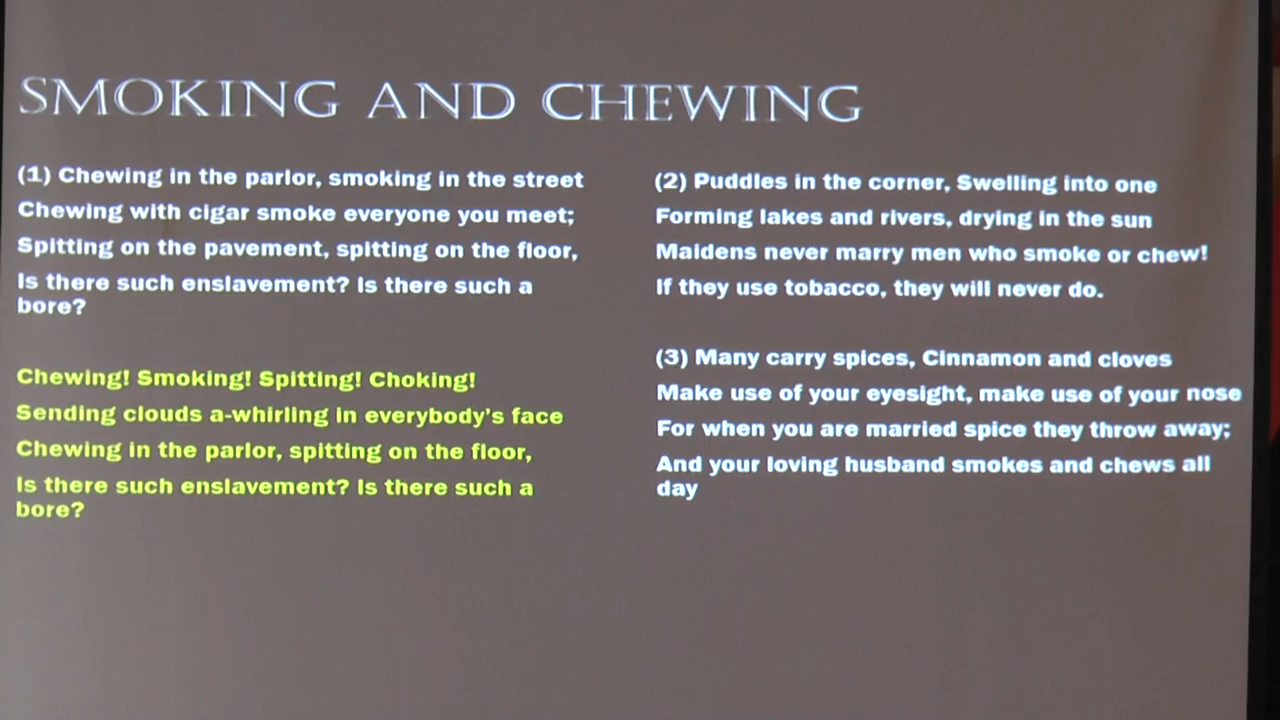 SMOKING AND CHEWING
(1) Chewing in the parlor, smoking in the street
Chewing with cigar smoke everyone you meet;
Spitting on the pavement, spitting on the floor,
Is there such enslavement? Is there such a
bore?
Chewing! Smoking! Spitting! Choking!
Sending clouds a-whirling in everybody's face
Chewing in the parlor, spitting on the floor,
Is there such enslavement? Is there such a
bore?
(2) Puddles in the corner, Swelling into one
Forming lakes and rivers, drying in the sun
Maidens never marry men who smoke or chew!
If they use tobacco, they will never do.
(3) Many carry spices, Cinnamon and cloves
Make use of your eyesight, make use of your nose
For when you are married spice they throw away;
And your loving husband smokes and chews all
day